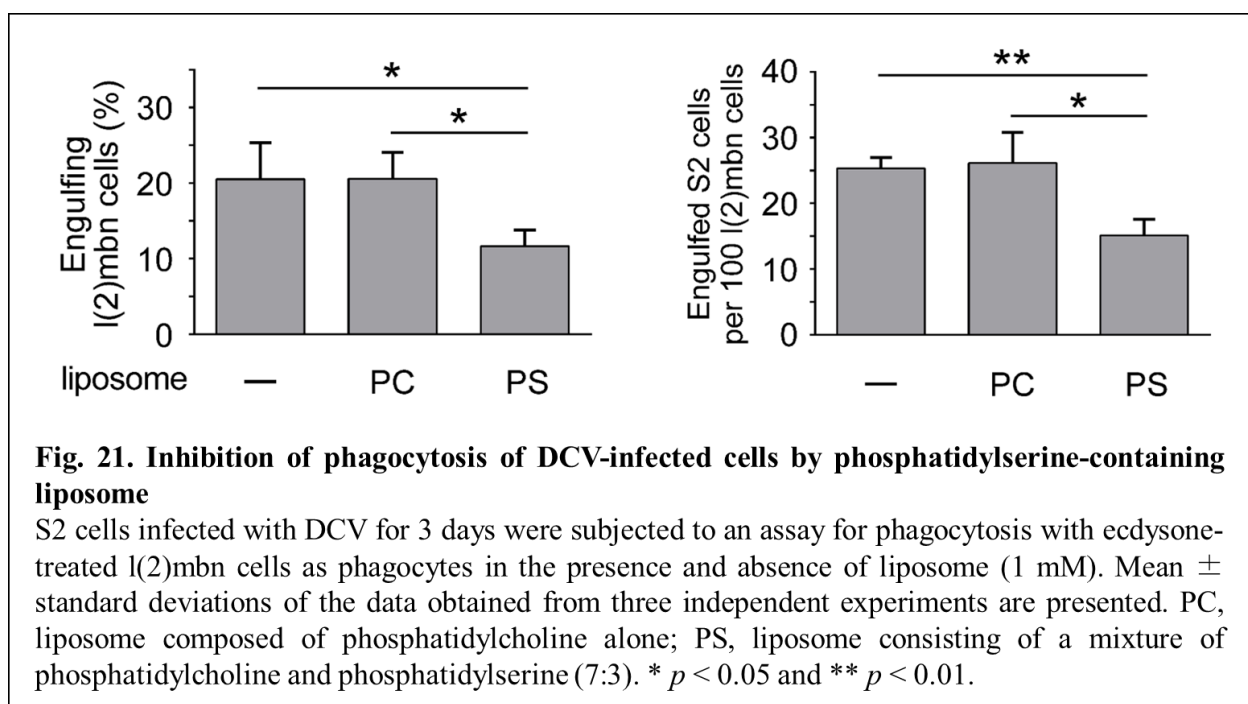 *
*
30
20
10
0
Engulfing
l(2)mbn cells (%)
liposome — PC PS
**
*
40
30
20
10
0
Engulfed S2 cells
per 100 l(2)mbn cells
— PC PS
Fig. 21. Inhibition of phagocytosis of DCV-infected cells by phosphatidylserine-containing
liposome
S2 cells infected with DCV for 3 days were subjected to an assay for phagocytosis with ecdysone-
treated l(2)mbn cells as phagocytes in the presence and absence of liposome (1 mM). Mean ±
standard deviations of the data obtained from three independent experiments are presented. PC,
liposome composed of phosphatidylcholine alone; PS, liposome consisting of a mixture of
phosphatidylcholine and phosphatidylserine (7:3). * p < 0.05 and ** p < 0.01.